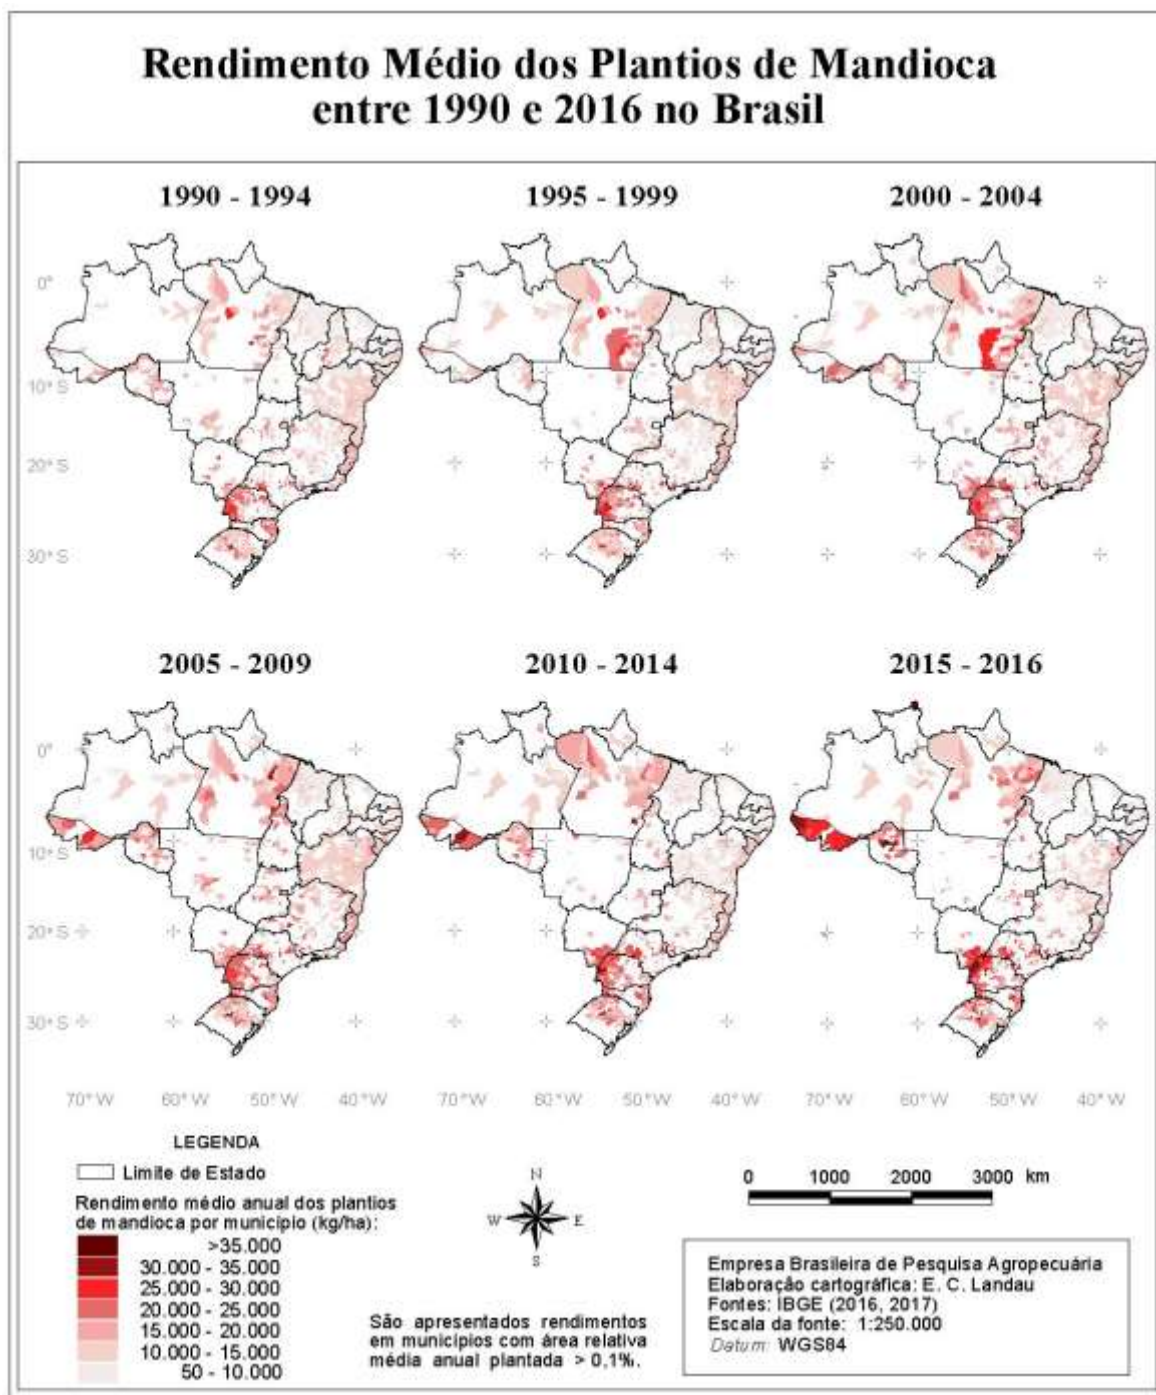 Rendimento Médio dos Plantios de Mandioca
entre 1990 e 2016 no Brasil
1990 - 1994
1995 - 1999
2000 - 2004
0°
10° S
20° S
30° S
2005 - 2009
2010 - 2014
2015 - 2016
0°
10° S
20° S
30° S
70° W 60° W 50° W 40° W
70° W 60° W 50° W 40° W
70° W 60° W 50° W 40° W
LEGENDA
Limite de Estado
Rendimento médio anual dos plantios
de mandioca por município (kg/ha):
>35.000
30.000 - 35.000
25.000 - 30.000
20.000 - 25.000
15.000 - 20.000
10.000 - 15.000
50 - 10.000
N
W E
S
São apresentados rendimentos
em municípios com área relativa
média anual plantada > 0,1%.
0 1000 2000 3000 km
Empresa Brasileira de Pesquisa Agropecuária
Elaboração cartográfica: E. C. Landau
Fontes: IBGE (2016, 2017)
Escala da fonte: 1:250.000
Datum: WGS84